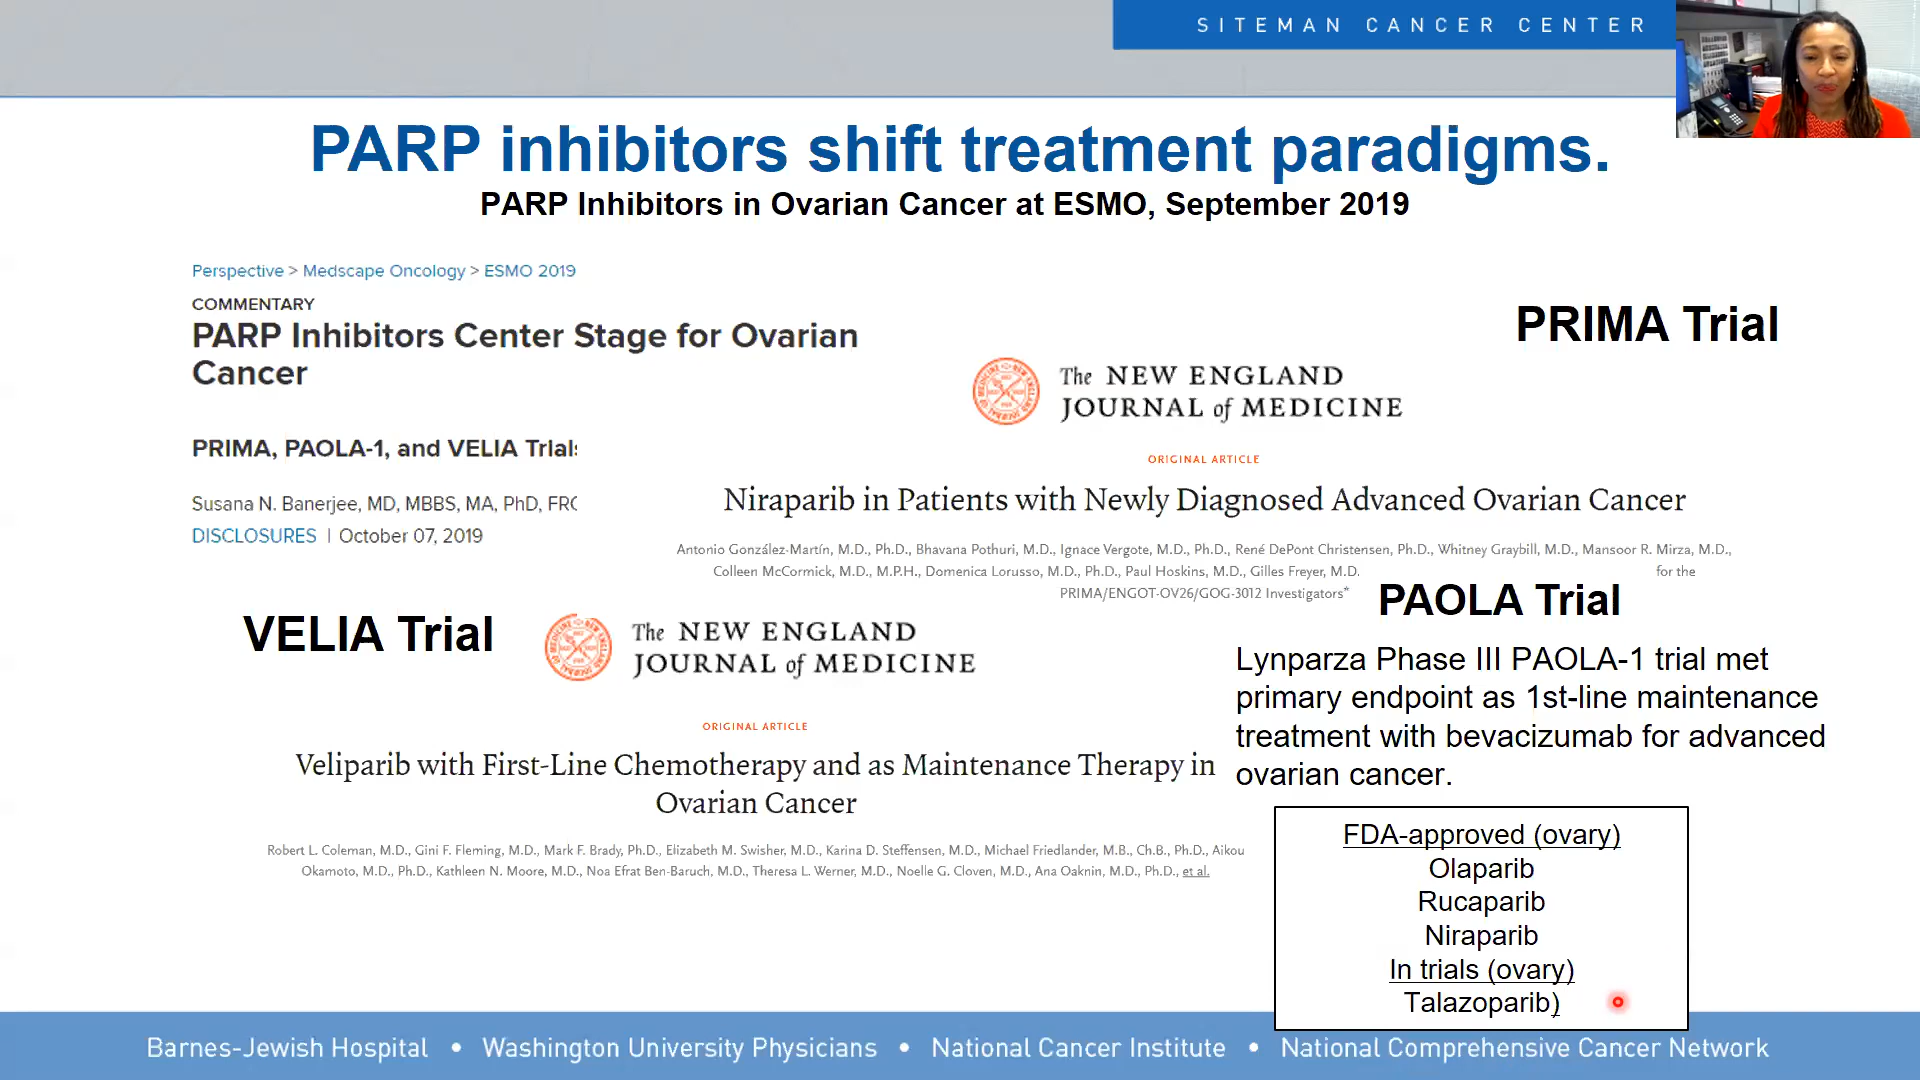 SITEMAN CANCER CENTER
PARP inhibitors shift treatment paradigms.
PARP Inhibitors in Ovarian Cancer at ESMO, September 2019
Perspective > Medscape Oncology > ESMO 2019
COMMENTARY
PARP Inhibitors Center Stage for Ovarian
Cancer
PRIMA, PAOLA-1, and VELIA Trials
Susana N. Banerjee, MD, MBBS, MA, PhD, FRC
DISCLOSURES | October 07, 2019
PRIMA Trial
The NEW ENGLAND
JOURNAL of MEDICINE
ORIGINAL ARTICLE
Niraparib in Patients with Newly Diagnosed Advanced Ovarian Cancer
Antonio González-Martín, M.D., Ph.D., Bhavana Pothuri, M.D., Ignace Vergote, M.D., Ph.D., René DePont Christensen, Ph.D., Whitney Graybill, M.D., Mansoor R. Mirza, M.D.,
Colleen McCormick, M.D., M.P.H., Domenica Lorusso, M.D., Ph.D., Paul Hoskins, M.D., Gilles Freyer, M.D. for the
PRIMA/ENGOT-OV26/GOG-3012 Investigators*
VELIA Trial
The NEW ENGLAND
JOURNAL of MEDICINE
ORIGINAL ARTICLE
Veliparib with First-Line Chemotherapy and as Maintenance Therapy in
Ovarian Cancer
Robert L. Coleman, M.D., Gini F. Fleming, M.D., Mark F. Brady, Ph.D., Elizabeth M. Swisher, M.D., Karina D. Steffensen, M.D., Michael Friedlander, M.B., Ch.B., Ph.D., Aikou
Okamoto, M.D., Ph.D., Kathleen N. Moore, M.D., Noa Efrat Ben-Baruch, M.D., Theresa L. Werner, M.D., Noelle G. Cloven, M.D., Ana Oaknin, M.D., Ph.D., et al.
PAOLA Trial
Lynparza Phase III PAOLA-1 trial met
primary endpoint as 1st-line maintenance
treatment with bevacizumab for advanced
ovarian cancer.
FDA-approved (ovary)
Olaparib
Rucaparib
Niraparib
In trials (ovary)
Talazoparib)
Barnes-Jewish Hospital • Washington University Physicians • National Cancer Institute • National Comprehensive Cancer Network